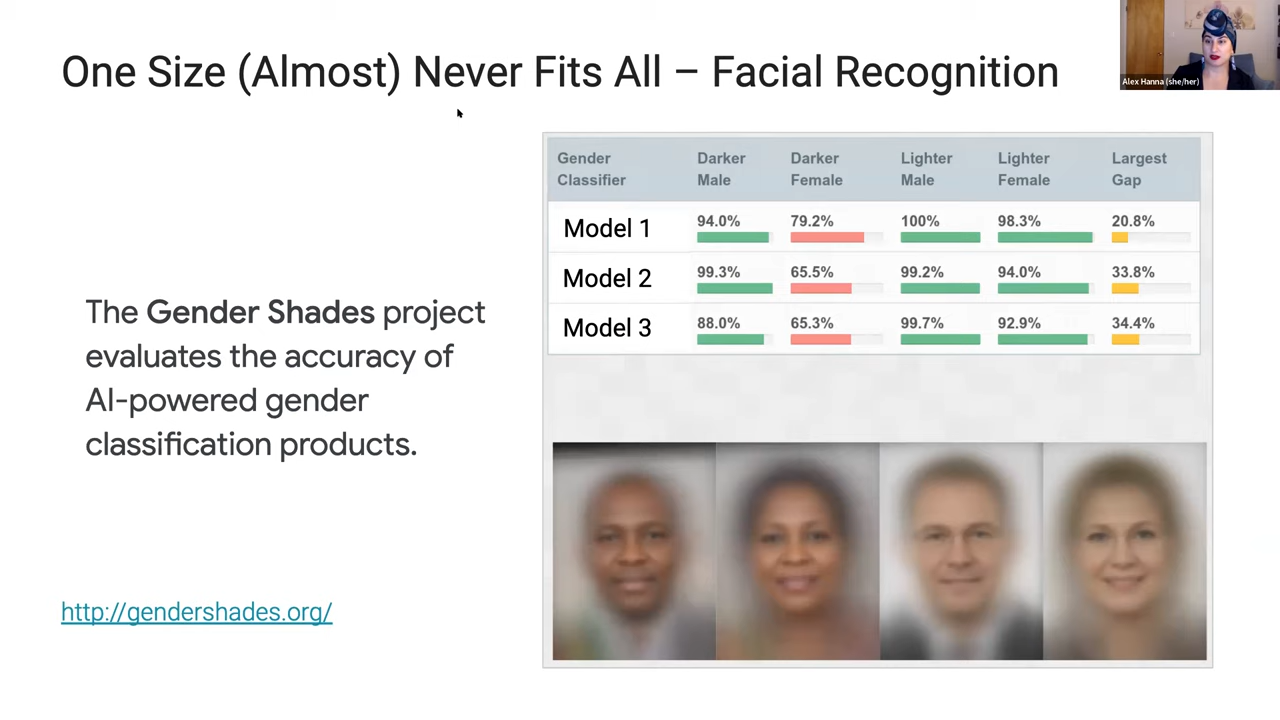 One Size (Almost) Never Fits All – Facial Recognition
Alex Hanna (she/her)
The Gender Shades project
evaluates the accuracy of
AI-powered gender
classification products.
http://gendershades.org/
Gender Classifier Darker Male Darker Female Lighter Male Lighter Female Largest Gap
Model 1 94.0% 79.2% 100% 98.3% 20.8%
Model 2 99.3% 65.5% 99.2% 94.0% 33.8%
Model 3 88.0% 65.3% 99.7% 92.9% 34.4%